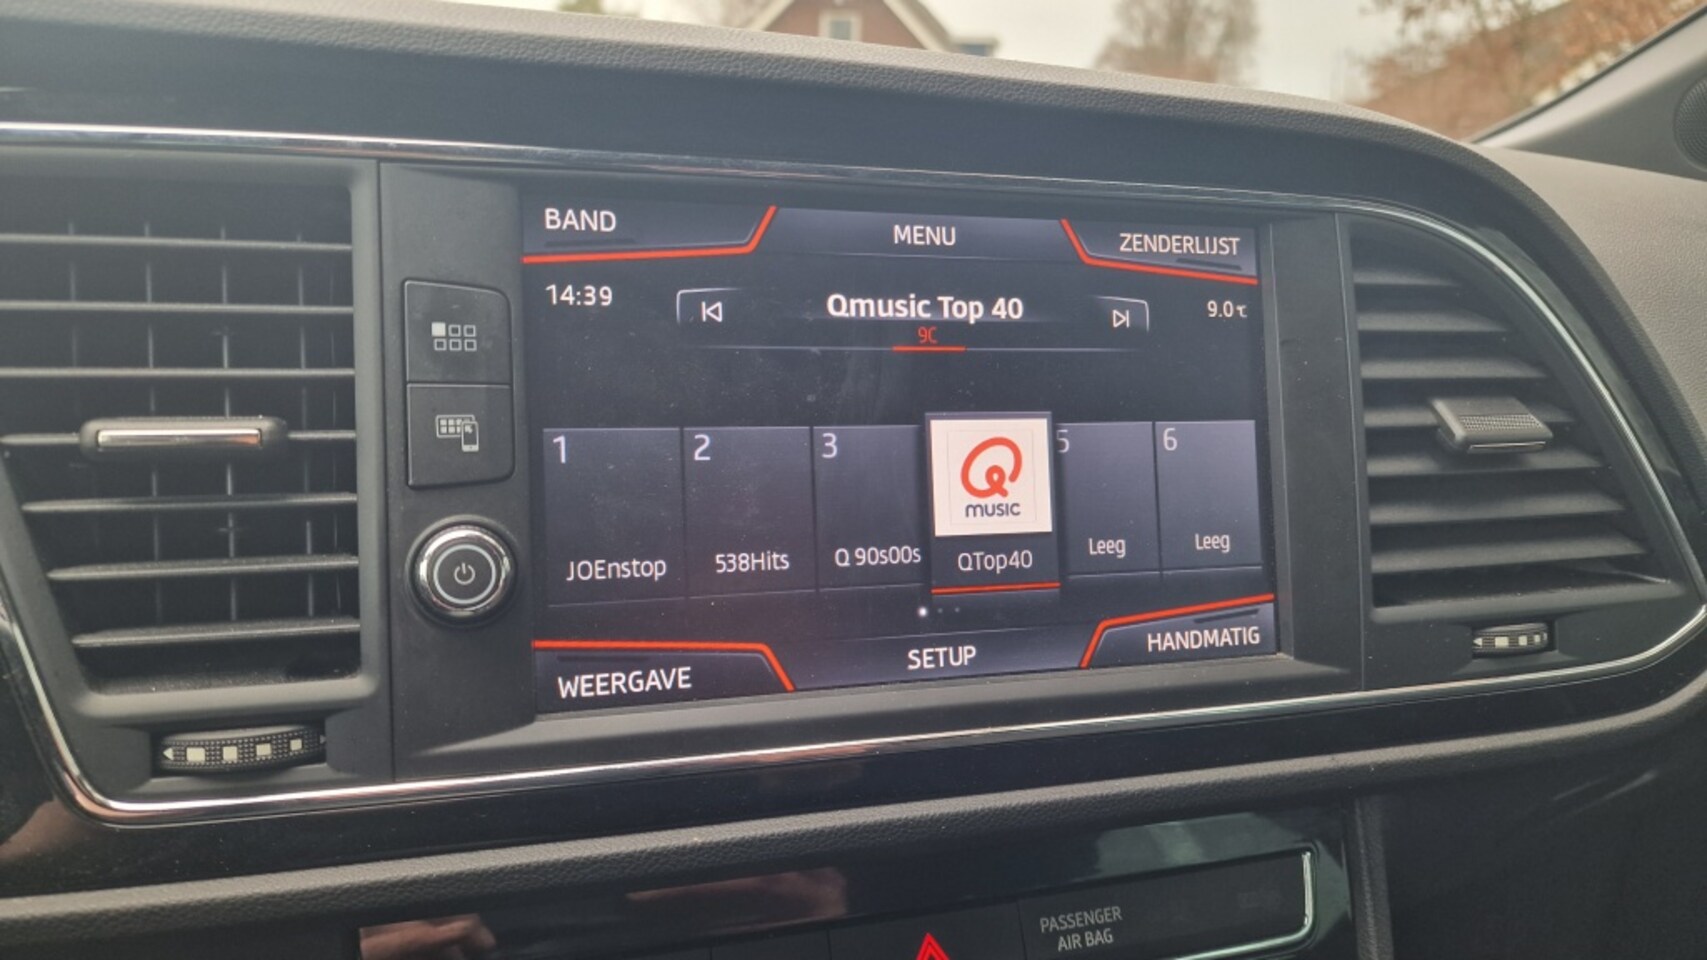 BAND
MENU
ZENDERLIJST
14:39
Qmusic Top 40
9.0℃
9C
1
2
3
5
6
music
JOEnstop
538Hits
Q 90s00s
QTop40
Leeg
Leeg
WEERGAVE
SETUP
HANDMATIG
PASSENGER
AIR BAG